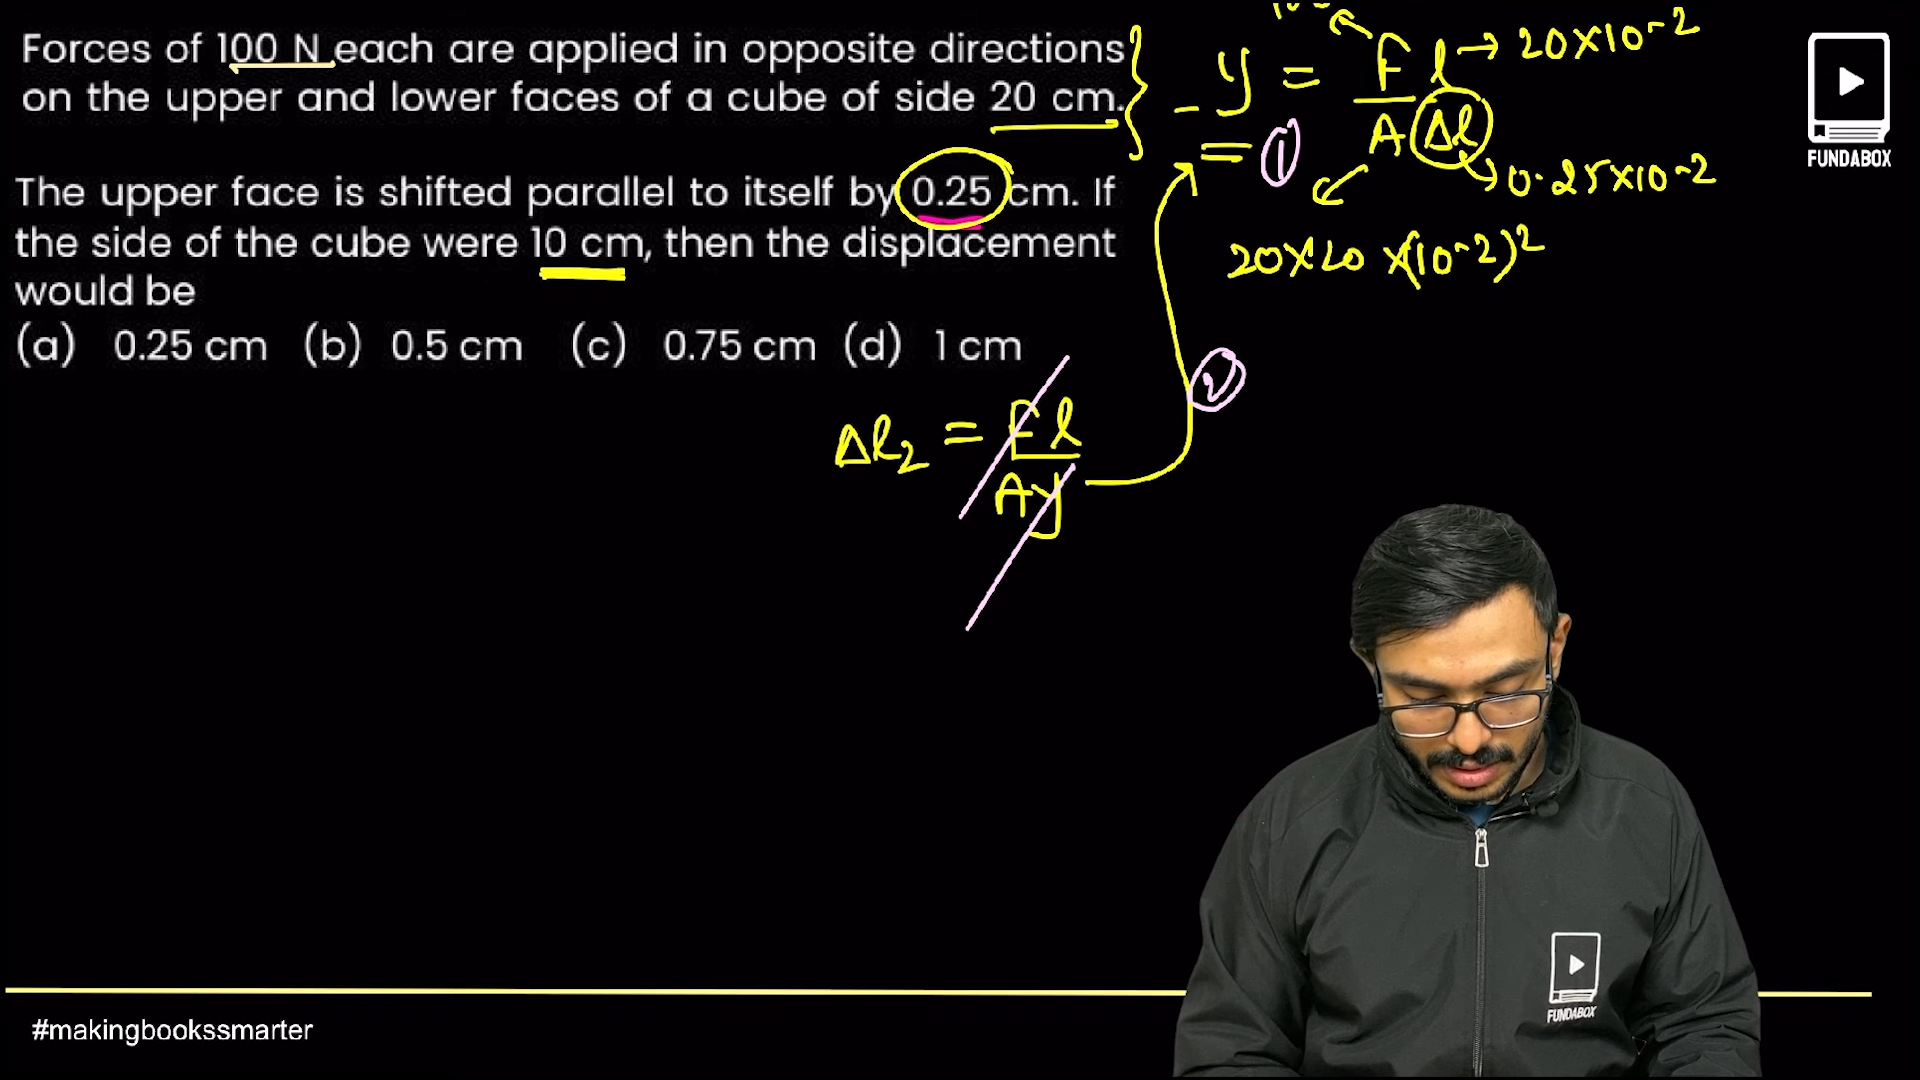 Forces of 100 N each are applied in opposite directions
on the upper and lower faces of a cube of side 20 cm.
The upper face is shifted parallel to itself by 0.25 cm. If
the side of the cube were 10 cm, then the displacement
would be
(a) 0.25 cm (b) 0.5 cm (c) 0.75 cm (d) 1 cm
y = Fl / A Δl
20×10^-2
0.25×10^-2
①
20×20 ×(10^-2)^2
②
Δl₂ = Fl / Ay
FUNDABOX
FUNDABOX
#makingbookssmarter